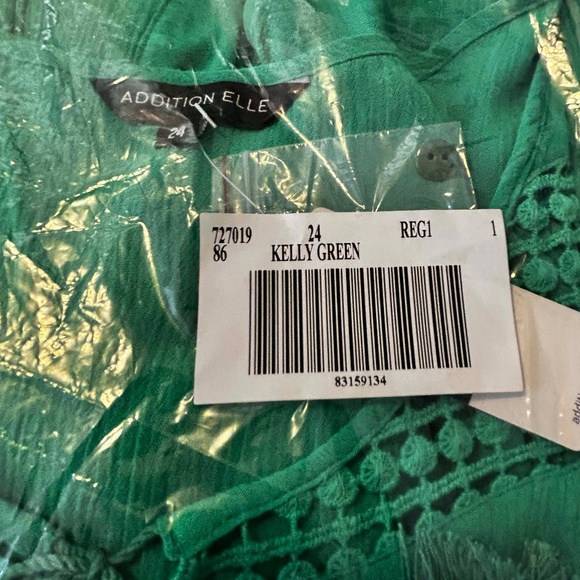 ADDITION ELLE
24
727019 24 REG1 1
86 KELLY GREEN
83159134